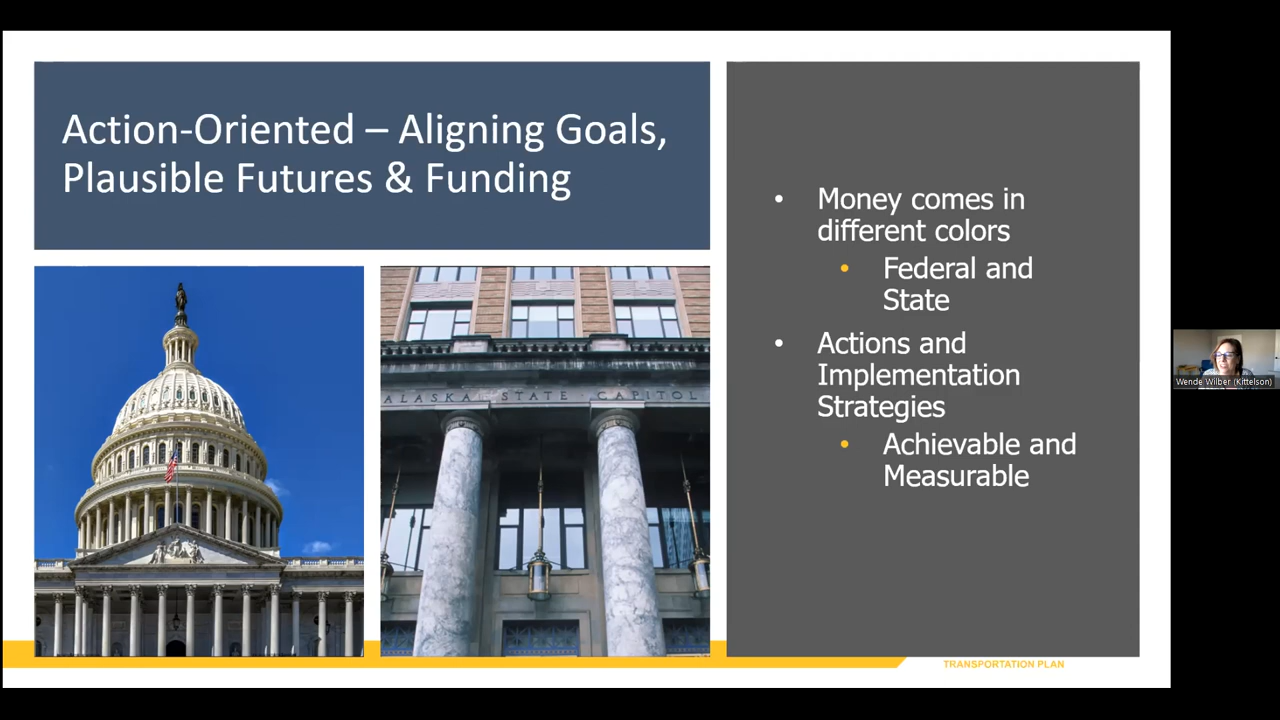 Action-Oriented – Aligning Goals,
Plausible Futures & Funding
ALASKA STATE CAPITOL
• Money comes in
different colors
• Federal and
State
• Actions and
Implementation
Strategies
• Achievable and
Measurable
TRANSPORTATION PLAN
Wende Wilber (Kittelson)